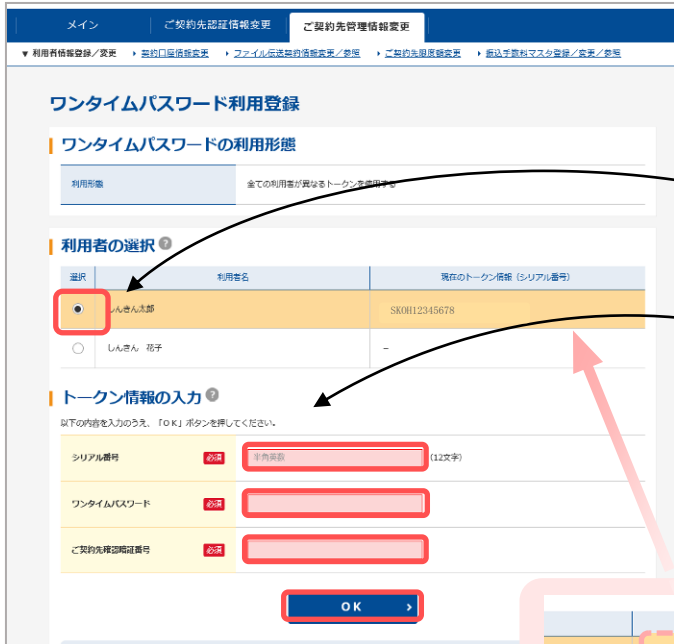 メイン ご契約先認証情報変更 ご契約先管理情報変更
▼ 利用者情報登録／変更 ▸ 契約口座情報変更 ▸ ファイル伝送契約情報変更／参照 ▸ ご契約先限度額変更 ▸ 振込手数料マスタ登録／変更／参照
ワンタイムパスワード利用登録
ワンタイムパスワードの利用形態
利用形態 全ての利用者が異なるトークンを使用する
利用者の選択 ?
選択 利用者名 現在のトークン情報（シリアル番号）
しんきん太郎 SK0H12345678
しんきん 花子 －
トークン情報の入力 ?
以下の内容を入力のうえ、「ＯＫ」ボタンを押してください。
シリアル番号 必須 半角英数 (12文字)
ワンタイムパスワード 必須
ご契約先確認暗証番号 必須
OK ›